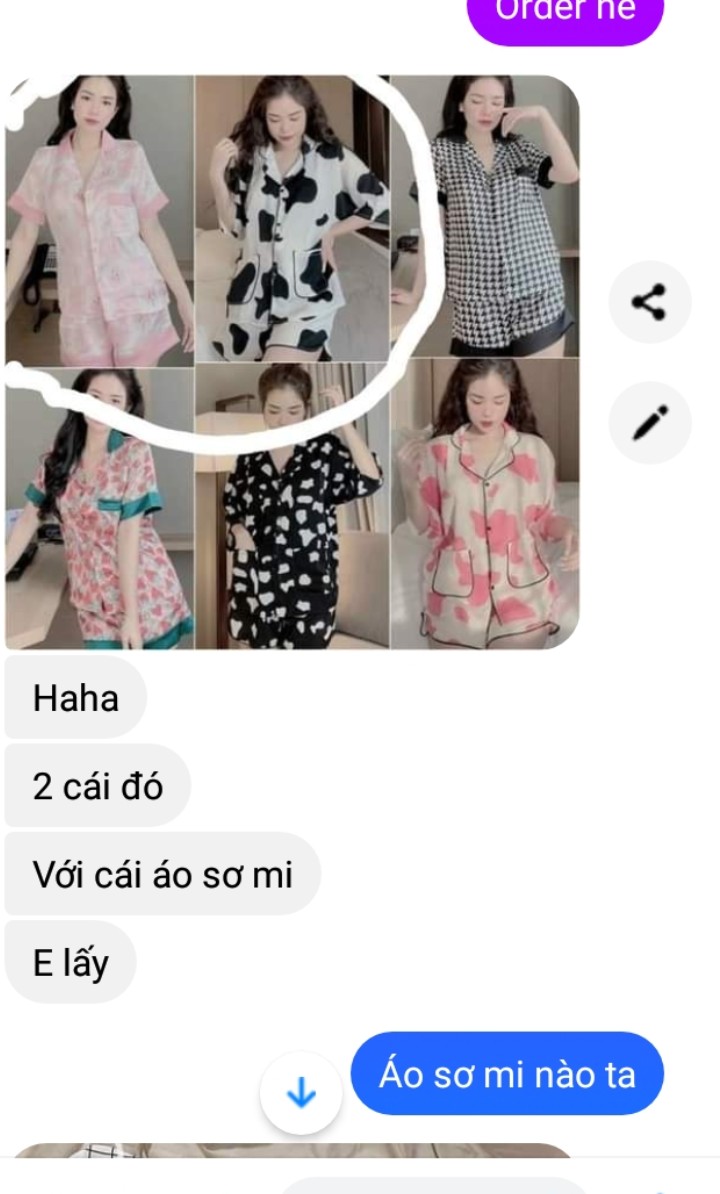 Order nè
Haha
2 cái đó
Với cái áo sơ mi
E lấy
Áo sơ mi nào ta